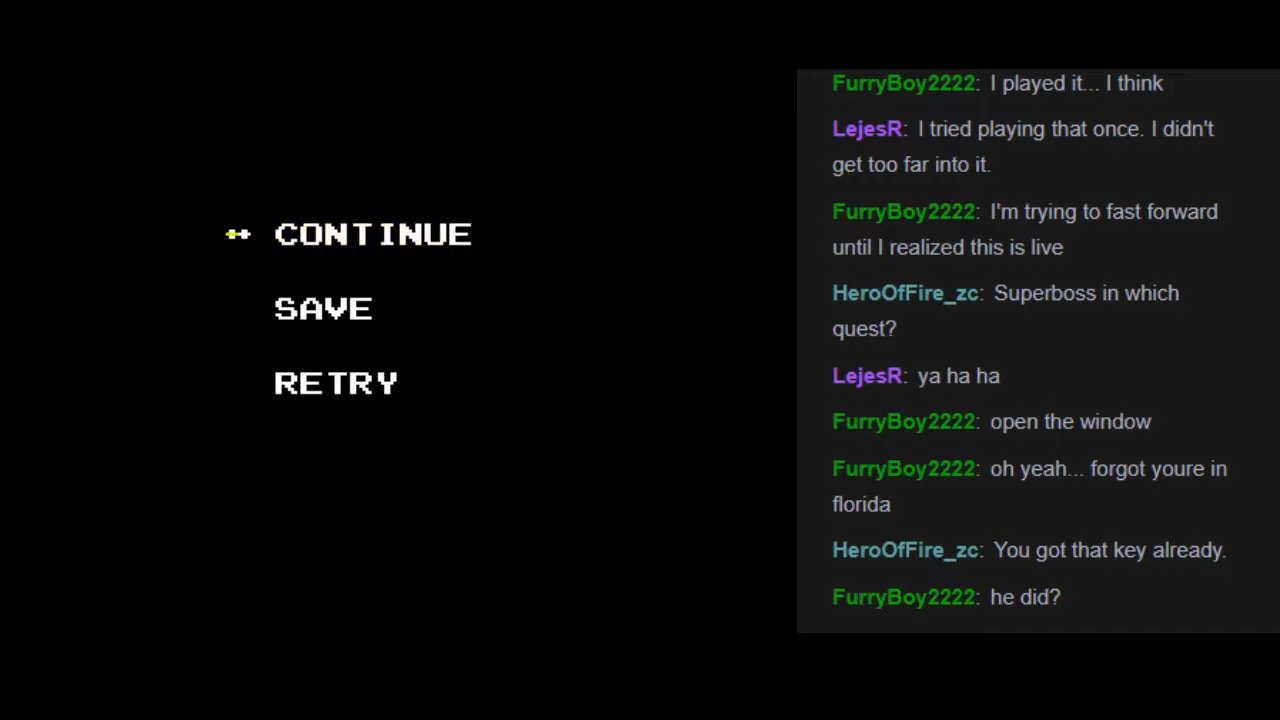 CONTINUE
SAVE
RETRY
FurryBoy2222: I played it... I think
LejesR: I tried playing that once. I didn't
get too far into it.
FurryBoy2222: I'm trying to fast forward
until I realized this is live
HeroOfFire_zc: Superboss in which
quest?
LejesR: ya ha ha
FurryBoy2222: open the window
FurryBoy2222: oh yeah... forgot youre in
florida
HeroOfFire_zc: You got that key already.
FurryBoy2222: he did?